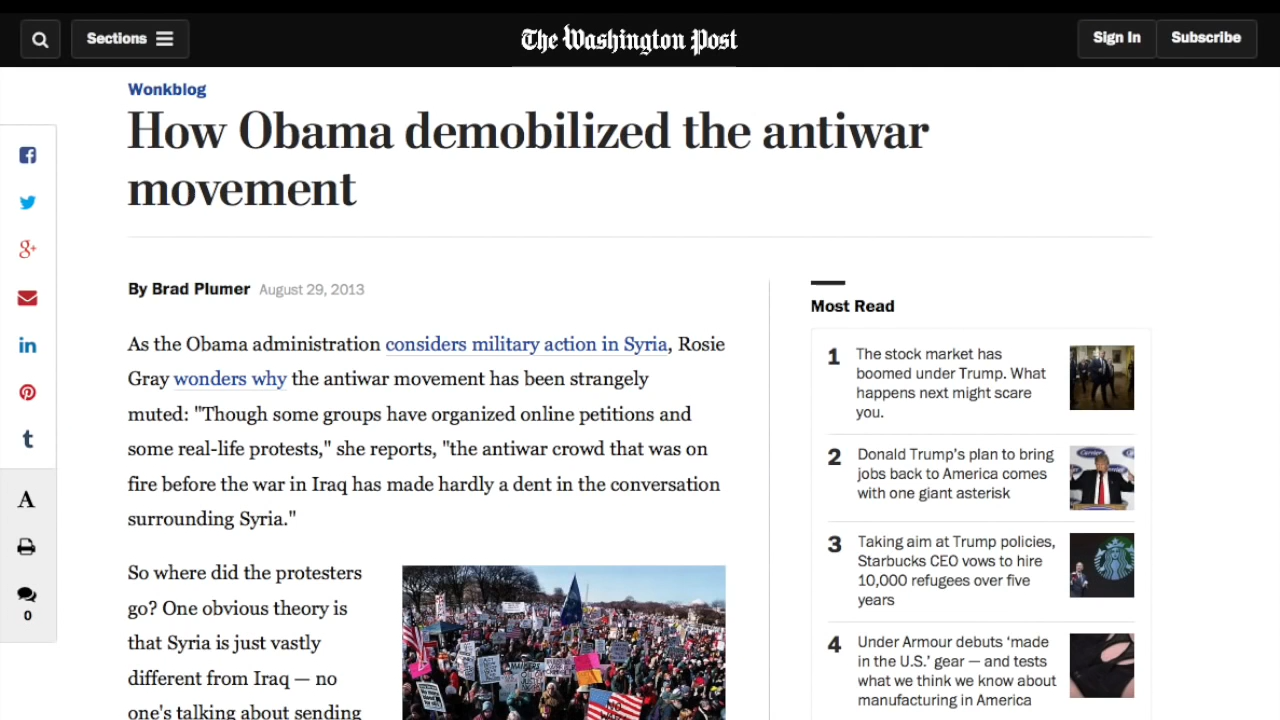 Sections
The Washington Post
Sign In
Subscribe
Wonkblog
How Obama demobilized the antiwar
movement
By Brad Plumer August 29, 2013
As the Obama administration considers military action in Syria, Rosie
Gray wonders why the antiwar movement has been strangely
muted: "Though some groups have organized online petitions and
some real-life protests," she reports, "the antiwar crowd that was on
fire before the war in Iraq has made hardly a dent in the conversation
surrounding Syria."
So where did the protesters
go? One obvious theory is
that Syria is just vastly
different from Iraq — no
one's talking about sending
Most Read
1 The stock market has
boomed under Trump. What
happens next might scare
you.
2 Donald Trump's plan to bring
jobs back to America comes
with one giant asterisk
3 Taking aim at Trump policies,
Starbucks CEO vows to hire
10,000 refugees over five
years
4 Under Armour debuts 'made
in the U.S.' gear — and tests
what we think we know about
manufacturing in America
g+
in
t
A
0